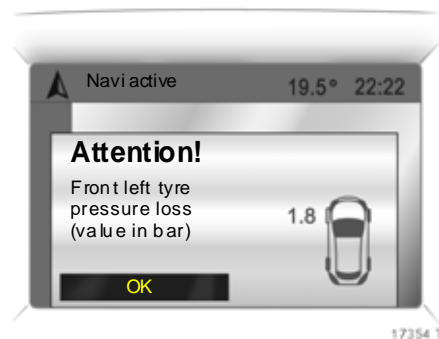 Navi active 19.5° 22:22
Attention!
Front left tyre
pressure loss
(value in bar)
1.8
OK
17354 T